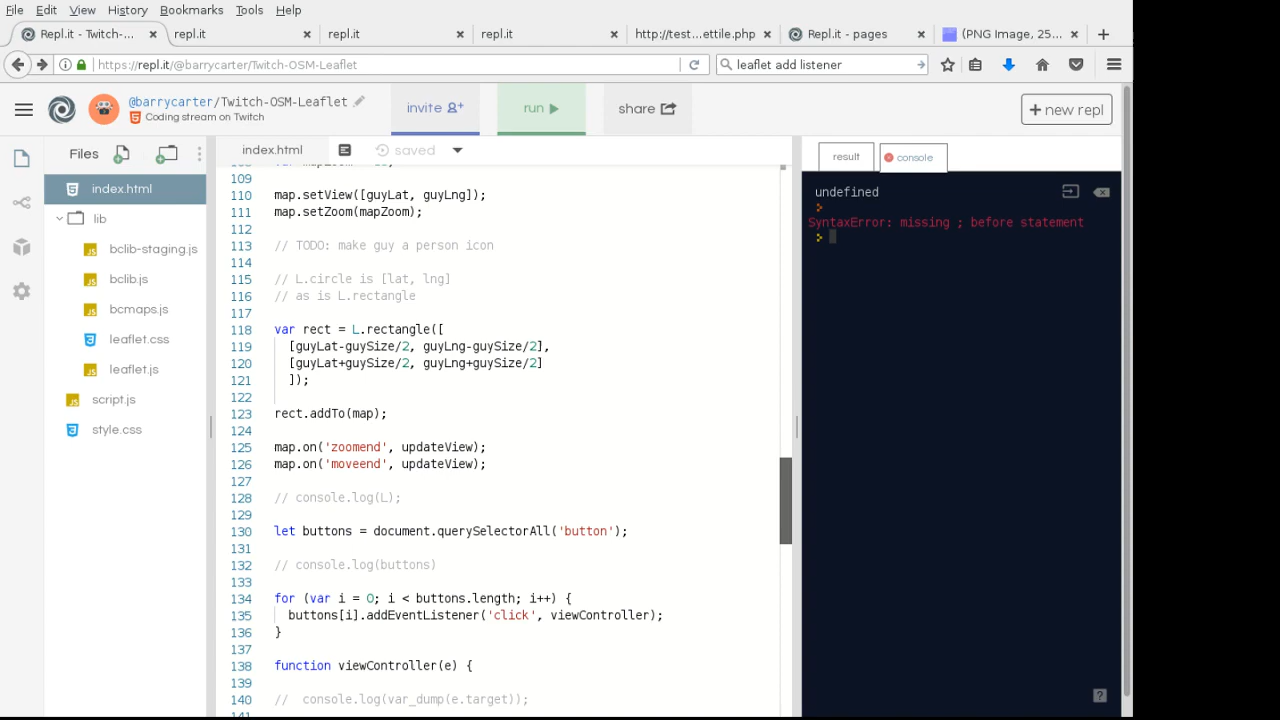 File Edit View History Bookmarks Tools Help
Repl.it - Twitch-... × repl.it × repl.it × repl.it × http://test...ettile.php × Repl.it - pages × (PNG Image, 25... × +
https://repl.it/@barrycarter/Twitch-OSM-Leaflet
leaflet add listener
@barrycarter/Twitch-OSM-Leaflet
Coding stream on Twitch
invite
run
share
+ new repl
Files
index.html
lib
bclib-staging.js
bclib.js
bcmaps.js
leaflet.css
leaflet.js
script.js
style.css
index.html saved
109
110 map.setView([guyLat, guyLng]);
111 map.setZoom(mapZoom);
112
113 // TODO: make guy a person icon
114
115 // L.circle is [lat, lng]
116 // as is L.rectangle
117
118 var rect = L.rectangle([
119 [guyLat-guySize/2, guyLng-guySize/2],
120 [guyLat+guySize/2, guyLng+guySize/2]
121 ]);
122
123 rect.addTo(map);
124
125 map.on('zoomend', updateView);
126 map.on('moveend', updateView);
127
128 // console.log(L);
129
130 let buttons = document.querySelectorAll('button');
131
132 // console.log(buttons)
133
134 for (var i = 0; i < buttons.length; i++) {
135 buttons[i].addEventListener('click', viewController);
136 }
137
138 function viewController(e) {
139
140 // console.log(var_dump(e.target));
result
console
undefined
>
SyntaxError: missing ; before statement
>
?